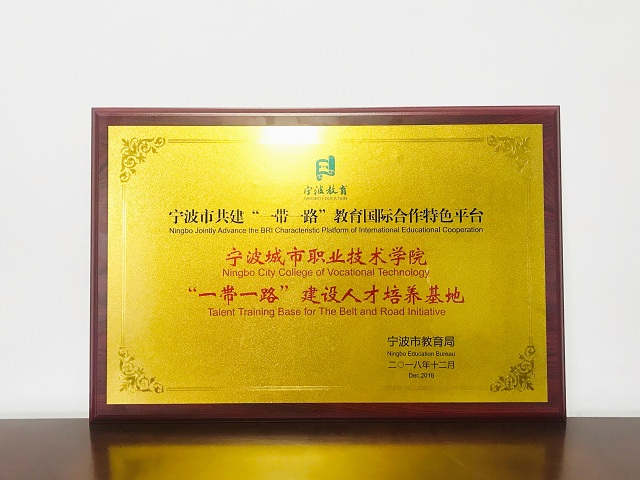 宁波教育
NINGBO EDUCATION
宁波市共建“一带一路”教育国际合作特色平台
Ningbo Jointly Advance the BRI Characteristic Platform of International Educational Cooperation
宁波城市职业技术学院
Ningbo City College of Vocational Technology
“一带一路”建设人才培养基地
Talent Training Base for The Belt and Road Initiative
宁波市教育局
Ningbo Education Bureau
二〇一八年十二月
Dec.2018